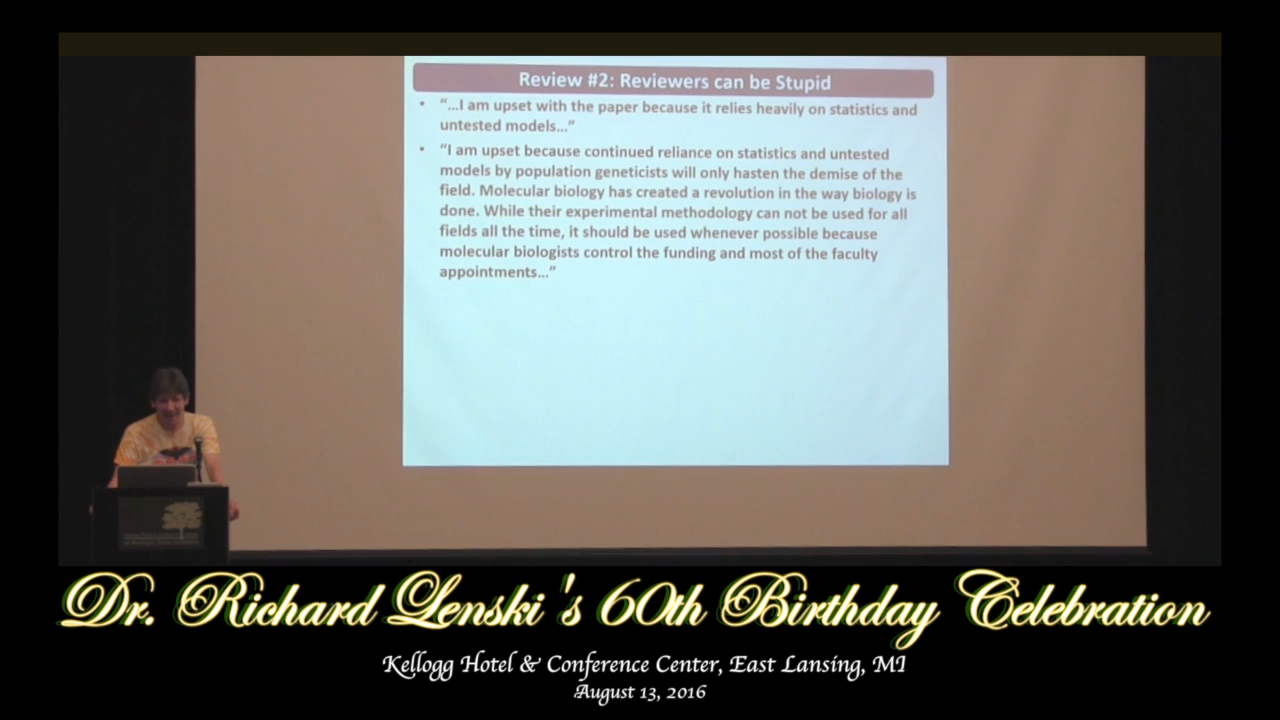 Review #2: Reviewers can be Stupid
• "...I am upset with the paper because it relies heavily on statistics and
untested models..."
• "I am upset because continued reliance on statistics and untested
models by population geneticists will only hasten the demise of the
field. Molecular biology has created a revolution in the way biology is
done. While their experimental methodology can not be used for all
fields all the time, it should be used whenever possible because
molecular biologists control the funding and most of the faculty
appointments..."
Dr. Richard Lenski's 60th Birthday Celebration
Kellogg Hotel & Conference Center, East Lansing, MI
August 13, 2016